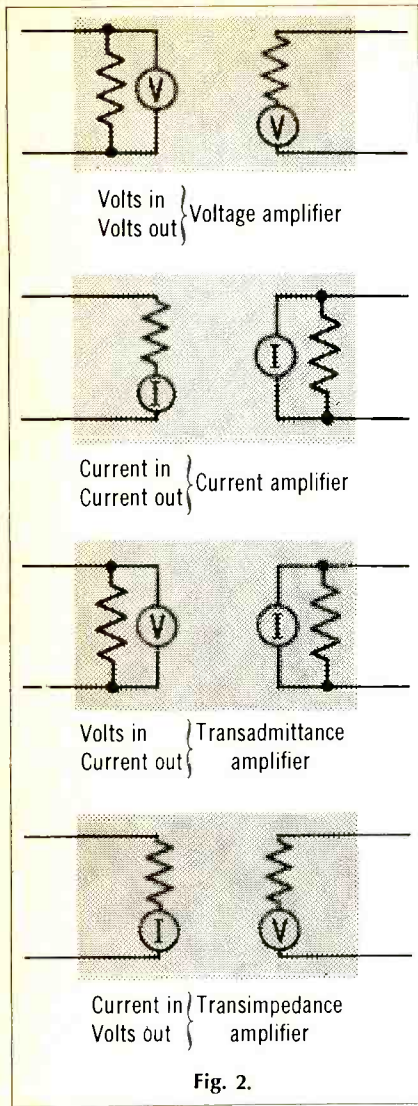 V
V
Volts in
Volts out } Voltage amplifier
I
I
Current in
Current out } Current amplifier
V
I
Volts in } Transadmittance
Current out amplifier
I
V
Current in } Transimpedance
Volts out amplifier
Fig. 2.